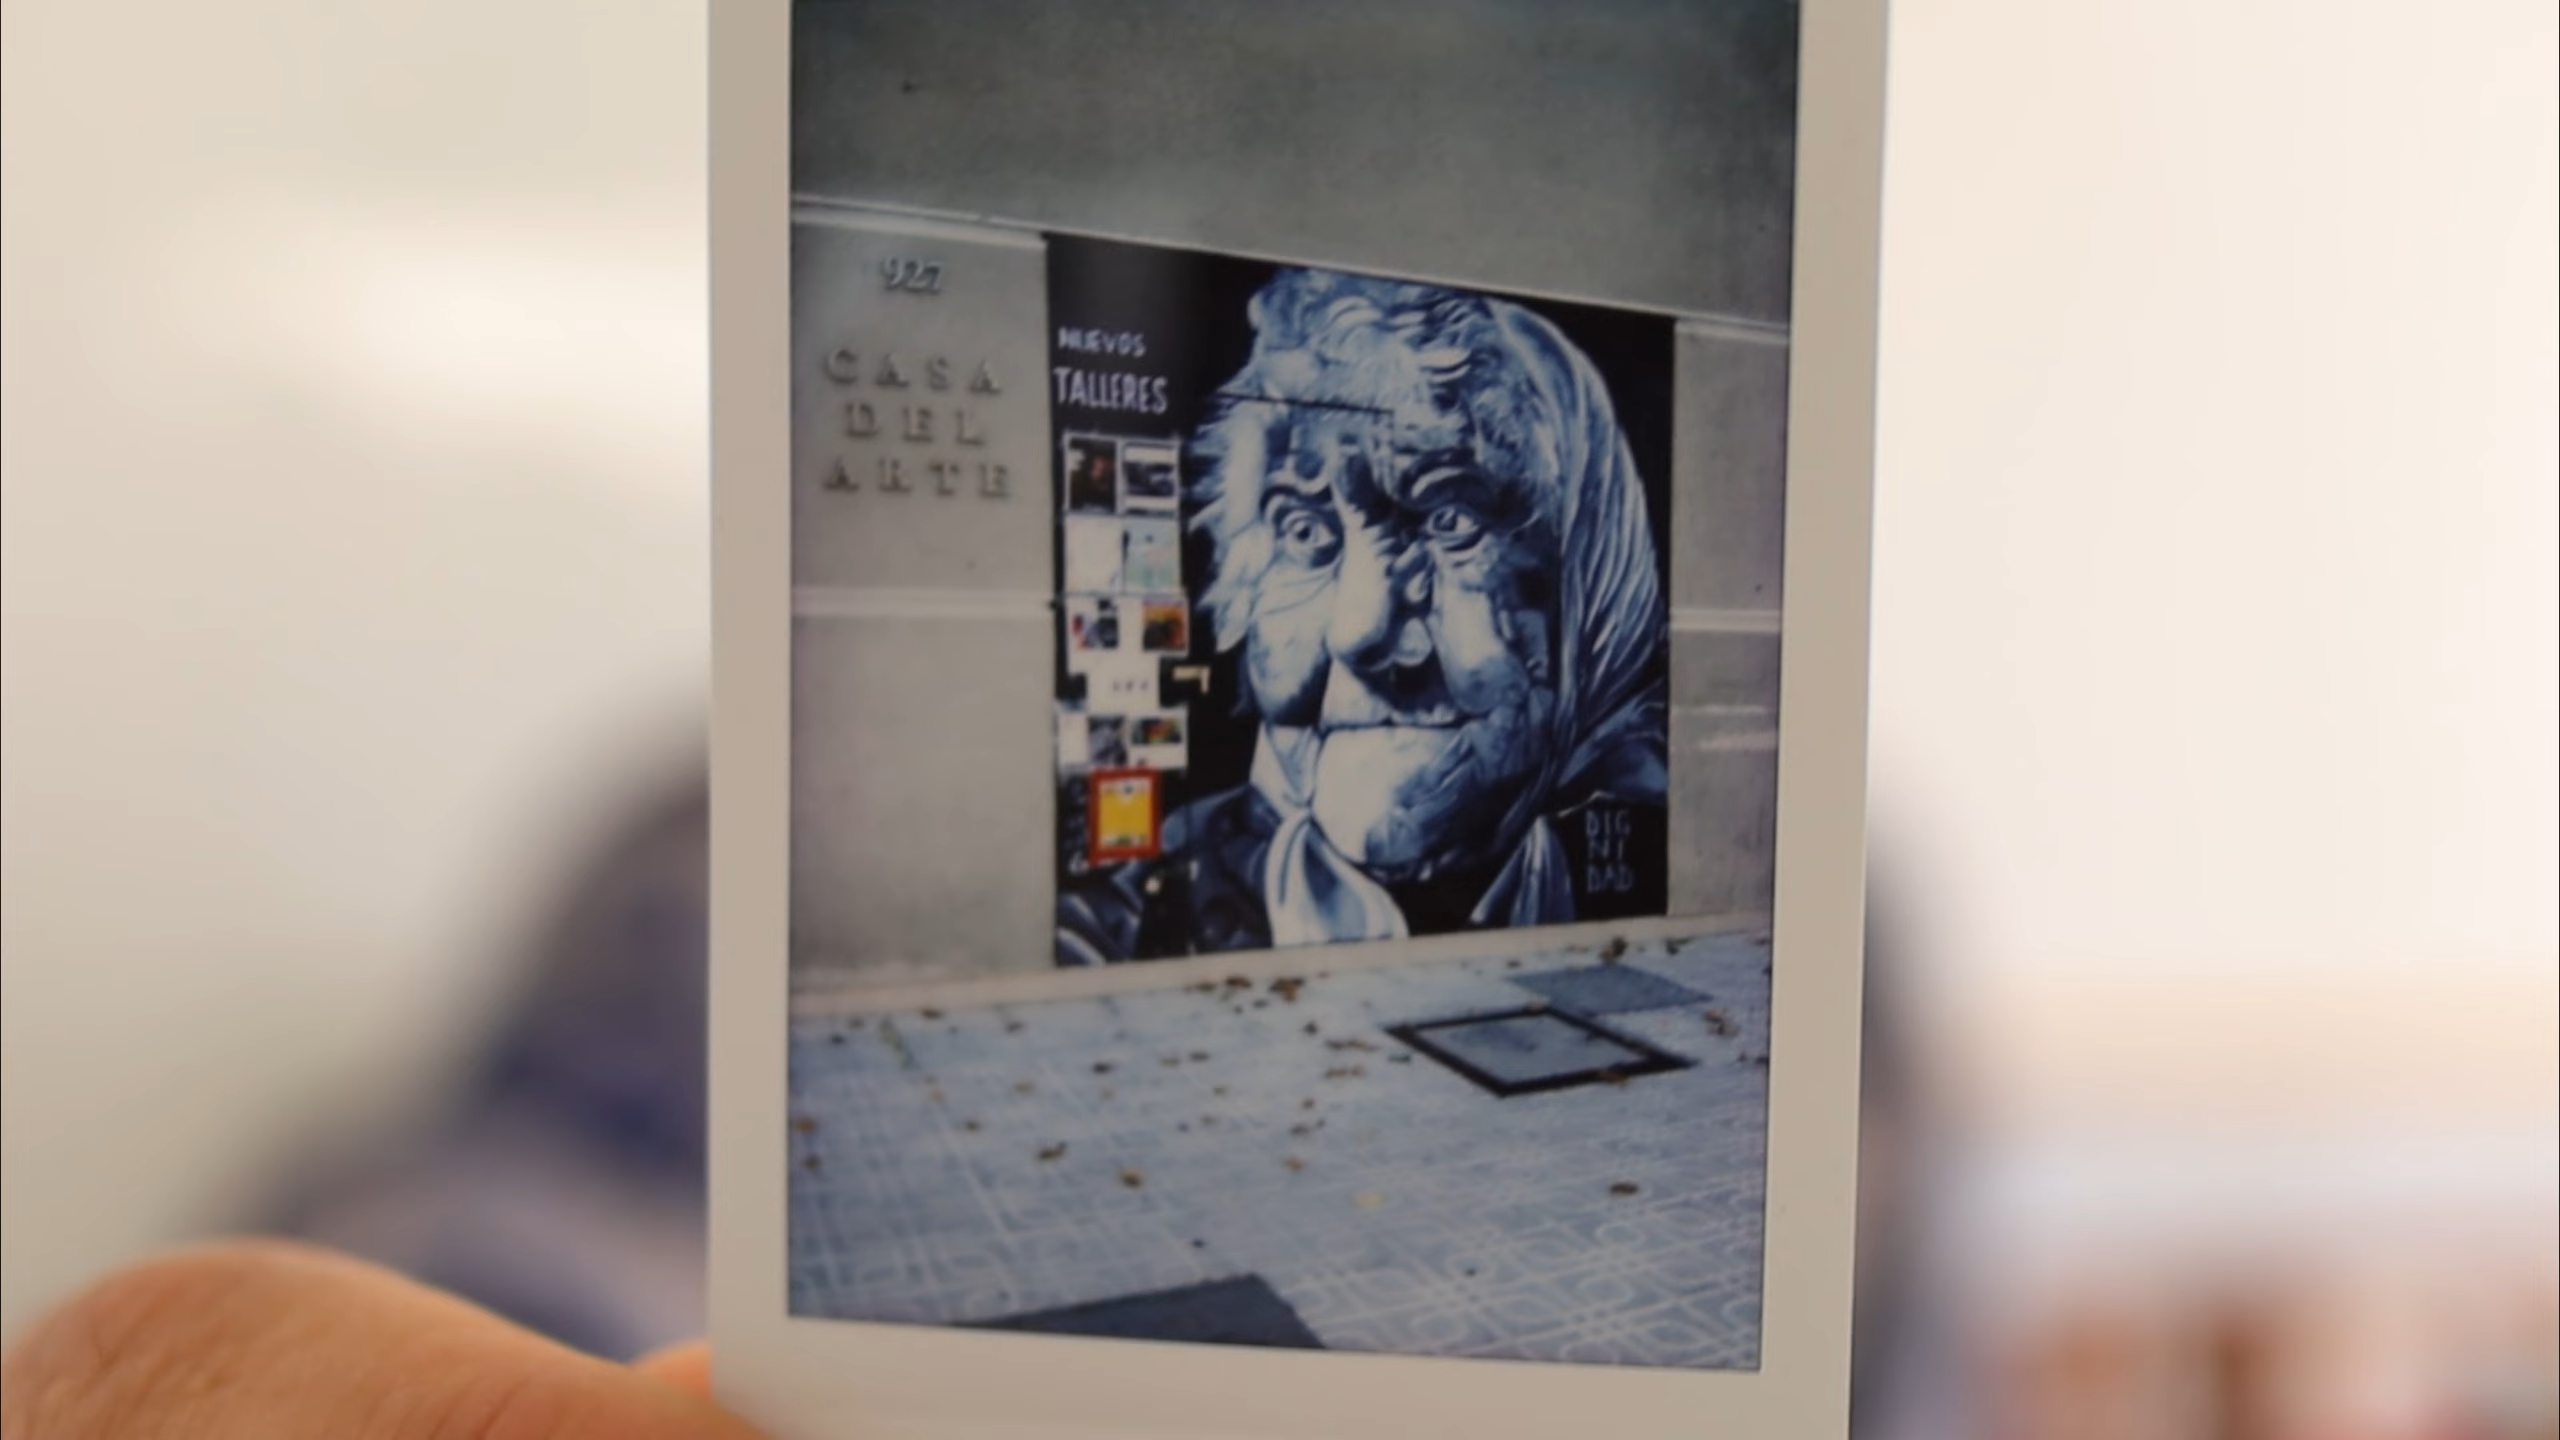 927
CASA
DEL
ARTE
NUEVOS
TALLERES
DIG
NI
DAD